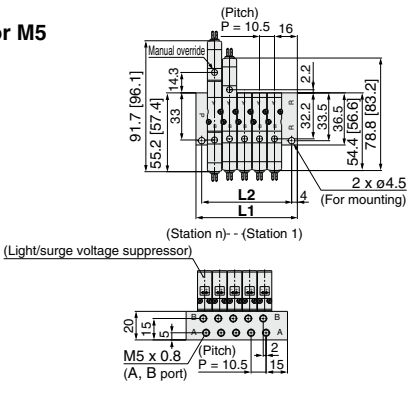 or M5
(Pitch)
P = 10.5
16
Manual override
14.3
2.2
91.7 [96.1]
55.2 [57.4]
33
P
R
R
32.2
33.5
36.5
54.4 [56.6]
78.8 [83.2]
L2
4
L1
2 x ø4.5
(For mounting)
(Station n)- - (Station 1)
(Light/surge voltage suppressor)
20
15
5
B
B
A
A
M5 x 0.8
(A, B port)
(Pitch)
P = 10.5
2
15